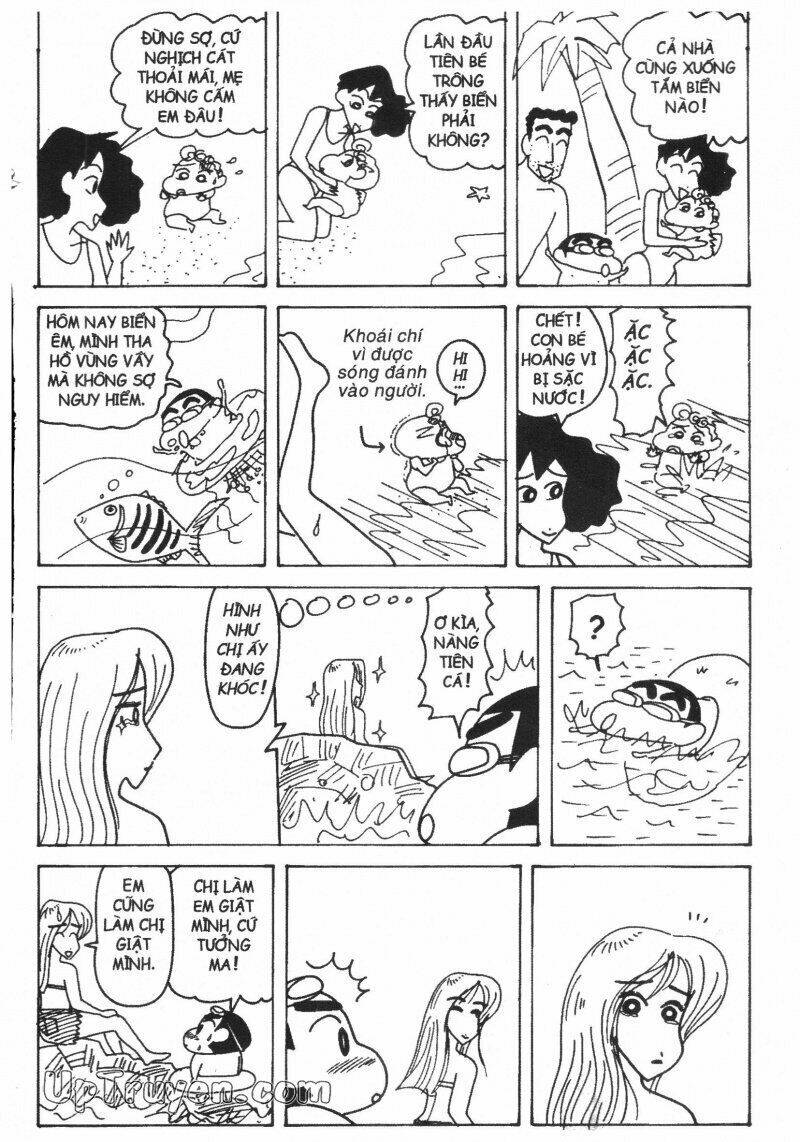 CẢ NHÀ
CÙNG XUỐNG
TẮM BIỂN
NÀO!
LẦN ĐẦU
TIÊN BÉ
TRÔNG
THẤY BIỂN
PHẢI
KHÔNG?
ĐỪNG SỢ, CỨ
NGHỊCH CÁT
THOẢI MÁI, MẸ
KHÔNG CẤM
EM ĐÂU!
ẶC
ẶC
ẶC.
CHẾT!
CON BÉ
HOẢNG VÌ
BỊ SẶC
NƯỚC!
HI
HI
...
Khoái chí
vì được
sóng đánh
vào người.
HÔM NAY BIỂN
ÊM, MÌNH THA
HỒ VÙNG VẪY
MÀ KHÔNG SỢ
NGUY HIỂM.
?
Ơ KÌA,
NÀNG
TIÊN
CÁ!
HÌNH
NHƯ
CHỊ ẤY
ĐANG
KHÓC!
CHỊ LÀM
EM GIẬT
MÌNH, CỨ
TƯỞNG
MA!
EM
CŨNG
LÀM CHỊ
GIẬT
MÌNH.
UpTruyen.com